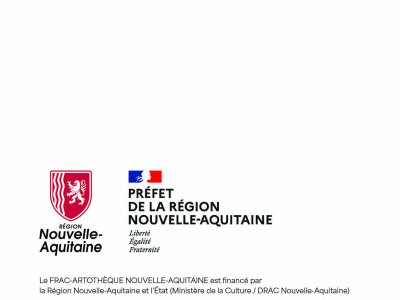 RÉGION
Nouvelle-
Aquitaine
PRÉFET
DE LA RÉGION
NOUVELLE-AQUITAINE
Liberté
Égalité
Fraternité
Le FRAC-ARTOTHÈQUE NOUVELLE-AQUITAINE est financé par
la Région Nouvelle-Aquitaine et l'État (Ministère de la Culture / DRAC Nouvelle-Aquitaine)